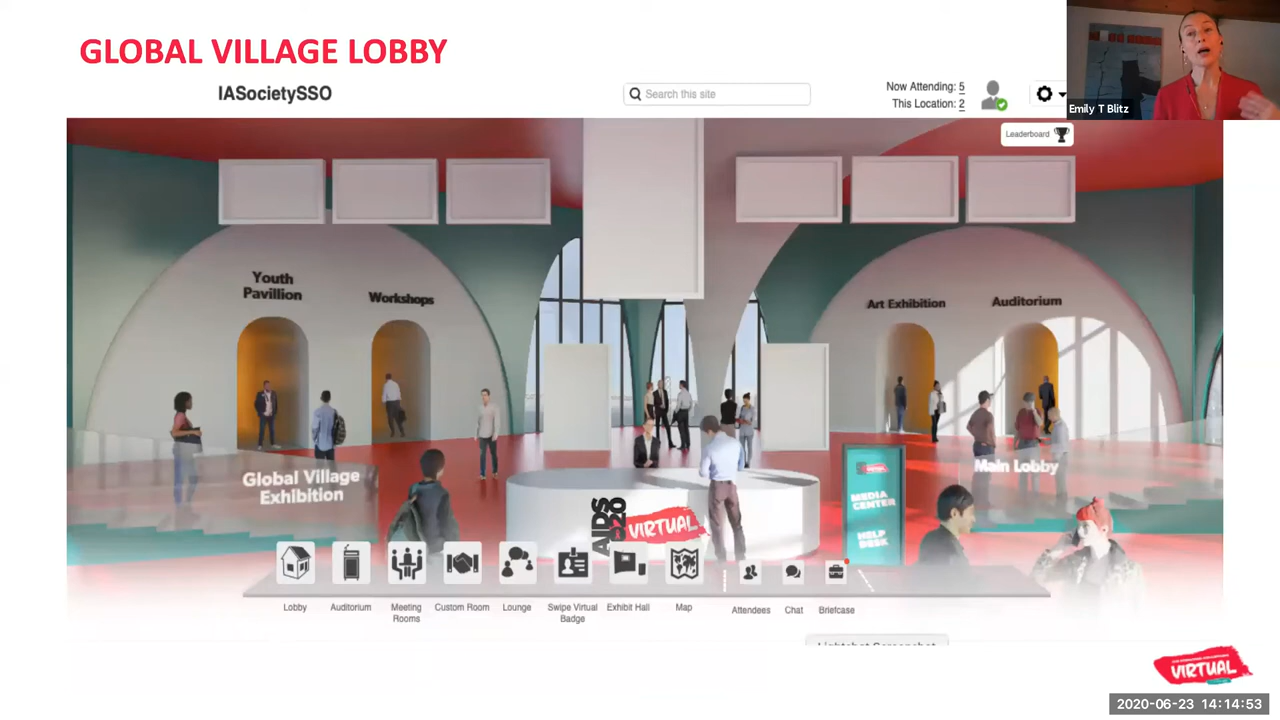 GLOBAL VILLAGE LOBBY
IASocietySSO
Search this site
Now Attending: 5
This Location: 2
Emily T Blitz
Leaderboard
Youth
Pavillion
Workshops
Art Exhibition
Auditorium
Global Village
Exhibition
Main Lobby
AIDS
2020
VIRTUAL
VIRTUAL
MEDIA
CENTER
HELP
DESK
Lobby
Auditorium
Meeting
Rooms
Custom Room
Lounge
Swipe Virtual
Badge
Exhibit Hall
Map
Attendees
Chat
Briefcase
Lightshot Screenshot
VIRTUAL
2020-06-23 14:14:53